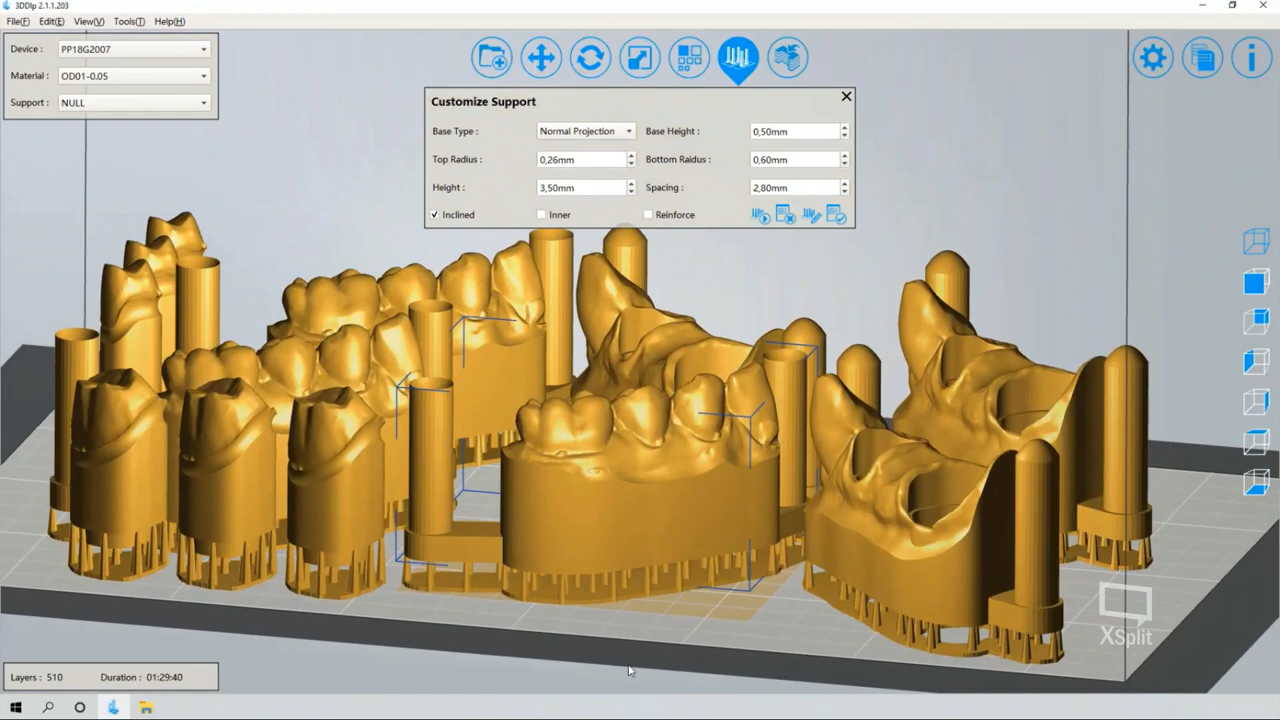 3DDlp 2.1.1.203
File(F) Edit(E) View(V) Tools(T) Help(H)
Device : PP18G2007
Material : OD01-0.05
Support : NULL
Customize Support
Base Type : Normal Projection Base Height : 0,50mm
Top Radius : 0,26mm Bottom Raidus : 0,60mm
Height : 3,50mm Spacing : 2,80mm
Inclined Inner Reinforce
XSplit
Layers : 510 Duration : 01:29:40